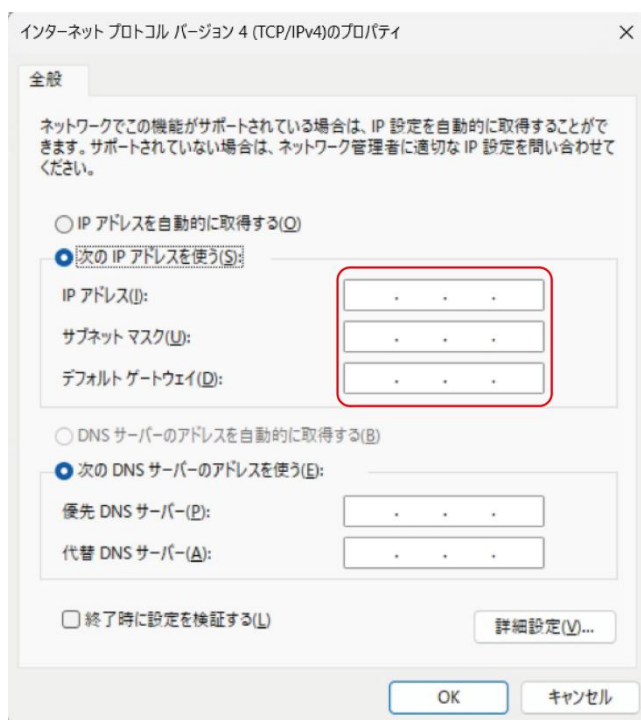 インターネット プロトコル バージョン 4 (TCP/IPv4)のプロパティ
全般
ネットワークでこの機能がサポートされている場合は、IP 設定を自動的に取得することがで
きます。サポートされていない場合は、ネットワーク管理者に適切な IP 設定を問い合わせて
ください。
IP アドレスを自動的に取得する(O)
次の IP アドレスを使う(S):
IP アドレス(I):
サブネット マスク(U):
デフォルト ゲートウェイ(D):
DNS サーバーのアドレスを自動的に取得する(B)
次の DNS サーバーのアドレスを使う(E):
優先 DNS サーバー(P):
代替 DNS サーバー(A):
終了時に設定を検証する(L)
詳細設定(V)...
OK
キャンセル